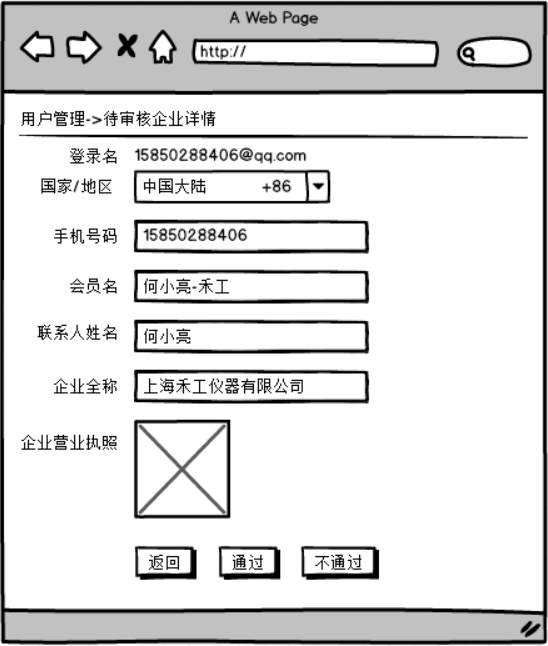 A Web Page
http://
用户管理->待审核企业详情
登录名 15850288406@qq.com
国家/地区 中国大陆 +86
手机号码 15850288406
会员名 何小亮-禾工
联系人姓名 何小亮
企业全称 上海禾工仪器有限公司
企业营业执照
返回 通过 不通过